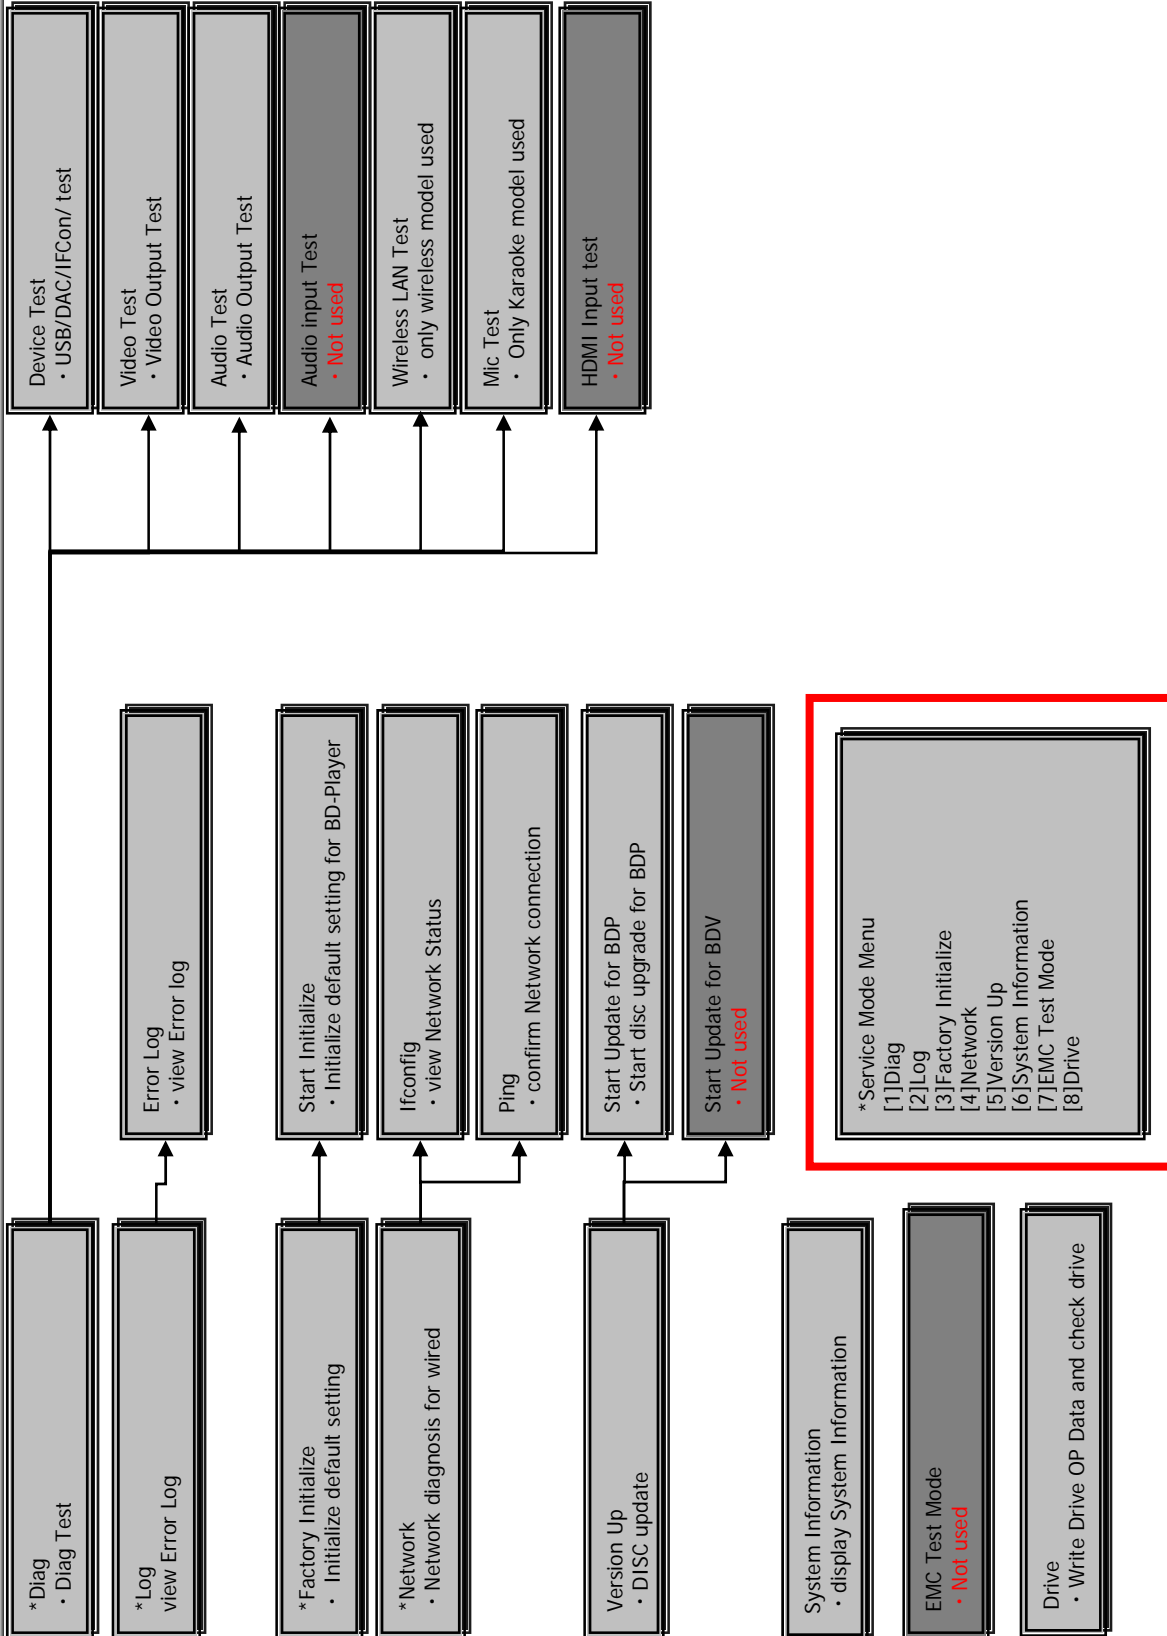 *Diag
・Diag Test
*Log
view Error Log
*Factory Initialize
・Initialize default setting
*Network
・Network diagnosis for wired
Version Up
・DISC update
System Information
・display System Information
EMC Test Mode
・Not used
Drive
・Write Drive OP Data and check drive
Error Log
・view Error log
Start Initialize
・Initialize default setting for BD-Player
Ifconfig
・view Network Status
Ping
・confirm Network connection
Start Update for BDP
・Start disc upgrade for BDP
Start Update for BDV
・Not used
*Service Mode Menu
[1]Diag
[2]Log
[3]Factory Initialize
[4]Network
[5]Version Up
[6]System Information
[7]EMC Test Mode
[8]Drive
Device Test
・USB/DAC/IFCon/ test
Video Test
・Video Output Test
Audio Test
・Audio Output Test
Audio input Test
・Not used
Wireless LAN Test
・only wireless model used
Mic Test
・Only Karaoke model used
HDMI Input test
・Not used